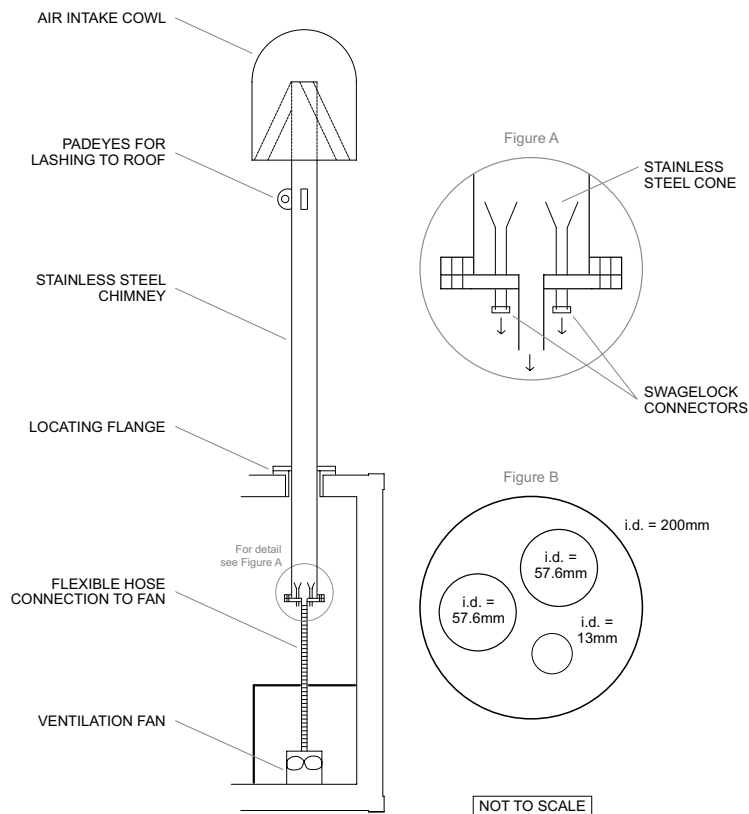 AIR INTAKE COWL
PADEYES FOR
LASHING TO ROOF
STAINLESS STEEL
CHIMNEY
LOCATING FLANGE
For detail
see Figure A
FLEXIBLE HOSE
CONNECTION TO FAN
VENTILATION FAN
Figure A
STAINLESS
STEEL CONE
SWAGELOCK
CONNECTORS
Figure B
i.d. = 200mm
i.d. =
57.6mm
i.d. =
57.6mm
i.d. =
13mm
NOT TO SCALE